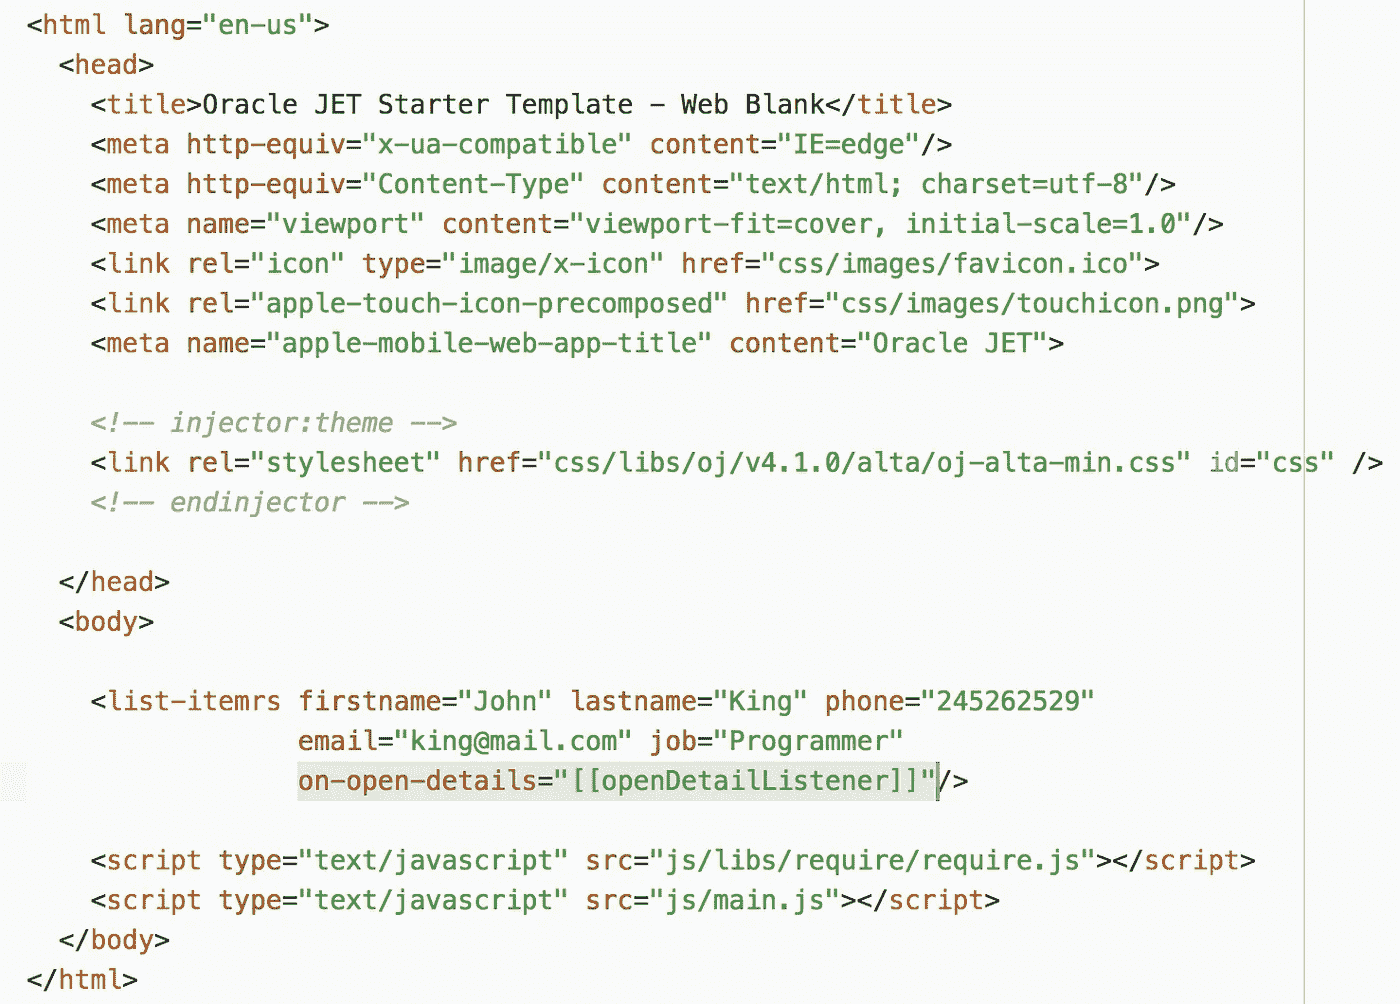 <html lang="en-us">
<head>
<title>Oracle JET Starter Template - Web Blank</title>
<meta http-equiv="x-ua-compatible" content="IE=edge"/>
<meta http-equiv="Content-Type" content="text/html; charset=utf-8"/>
<meta name="viewport" content="viewport-fit=cover, initial-scale=1.0"/>
<link rel="icon" type="image/x-icon" href="css/images/favicon.ico">
<link rel="apple-touch-icon-precomposed" href="css/images/touchicon.png">
<meta name="apple-mobile-web-app-title" content="Oracle JET">
<!-- injector:theme -->
<link rel="stylesheet" href="css/libs/oj/v4.1.0/alta/oj-alta-min.css" id="css" />
<!-- endinjector -->
</head>
<body>
<list-itemrs firstname="John" lastname="King" phone="245262529"
email="king@mail.com" job="Programmer"
on-open-details="[[openDetailListener]]"/>
<script type="text/javascript" src="js/libs/require/require.js"></script>
<script type="text/javascript" src="js/main.js"></script>
</body>
</html>